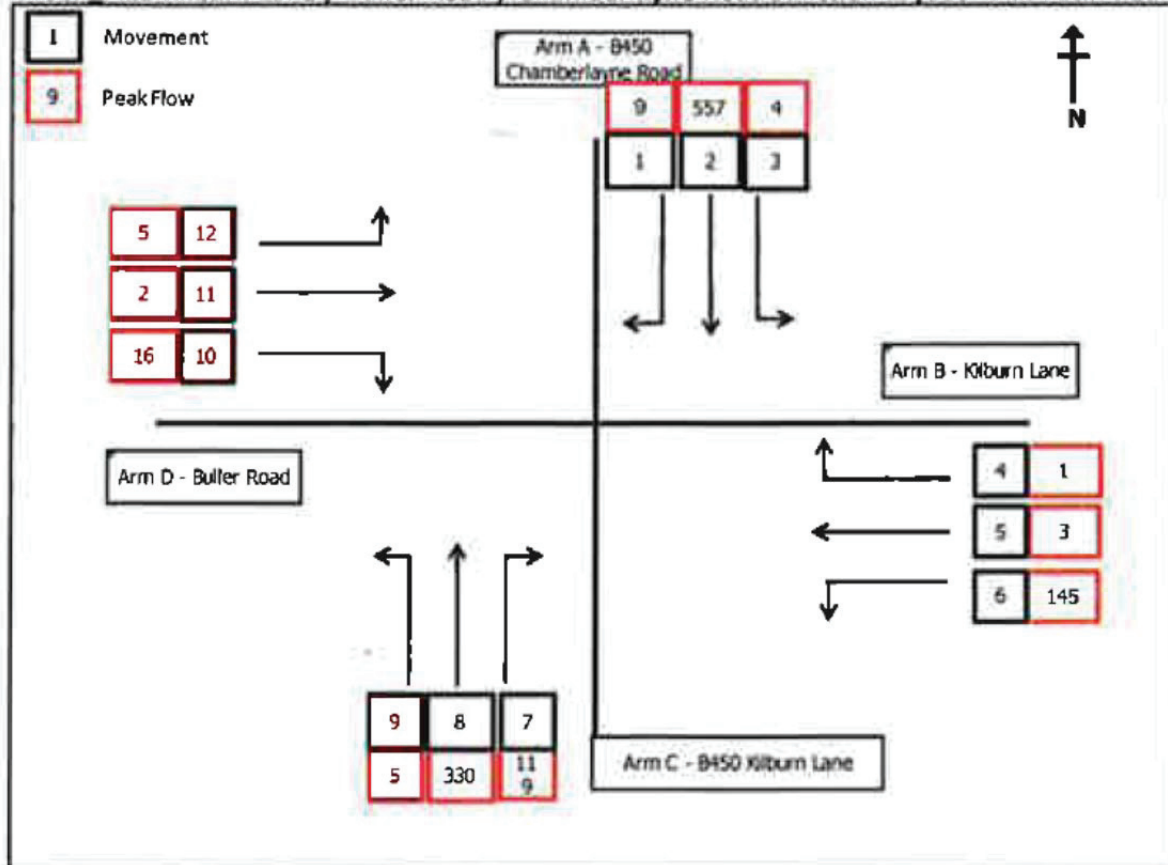 1 Movement
9 Peak Flow
Arm A - B450
Chamberlayne Road
N
9 557 4
1 2 3
5 12
2 11
16 10
Arm B - Kilburn Lane
Arm D - Buller Road
4 1
5 3
6 145
9 8 7
5 330 11
9
Arm C - B450 Kilburn Lane